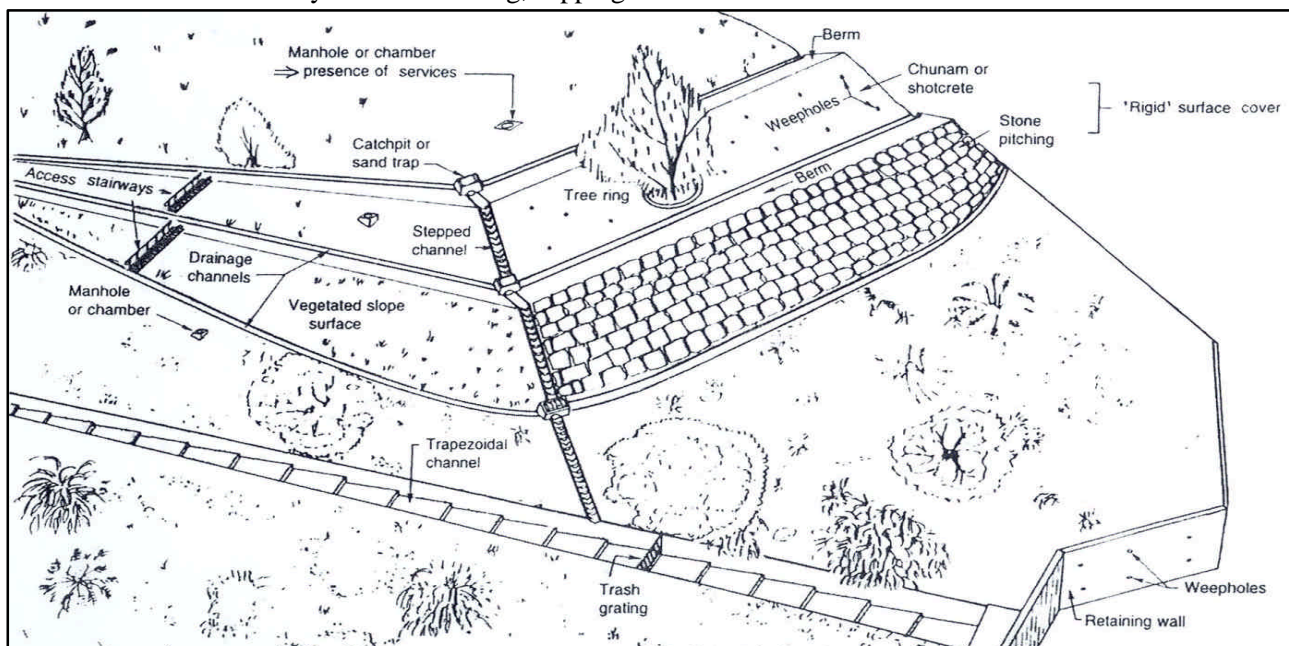 Manhole or chamber
⇒ presence of services
Berm
Chunam or
shotcrete
'Rigid' surface cover
Weepholes
Stone
pitching
Catchpit or
sand trap
Access stairways
Tree ring
Berm
Stepped
channel
Drainage
channels
Manhole
or chamber
Vegetated slope
surface
Trapezoidal
channel
Trash
grating
Weepholes
Retaining wall